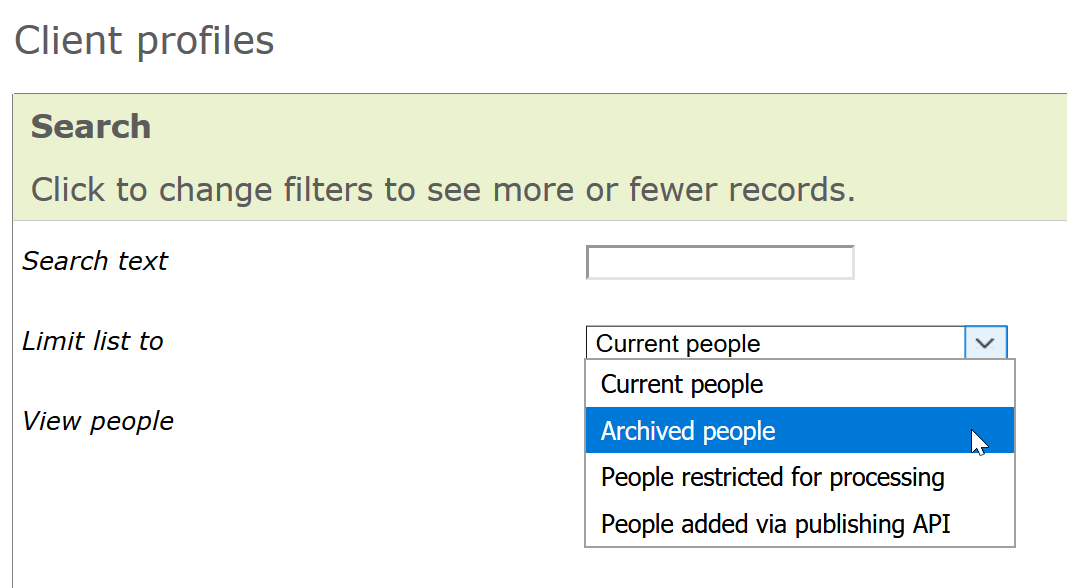 Client profiles
Search
Click to change filters to see more or fewer records.
Search text
Limit list to
Current people
Current people
Archived people
View people
People restricted for processing
People added via publishing API